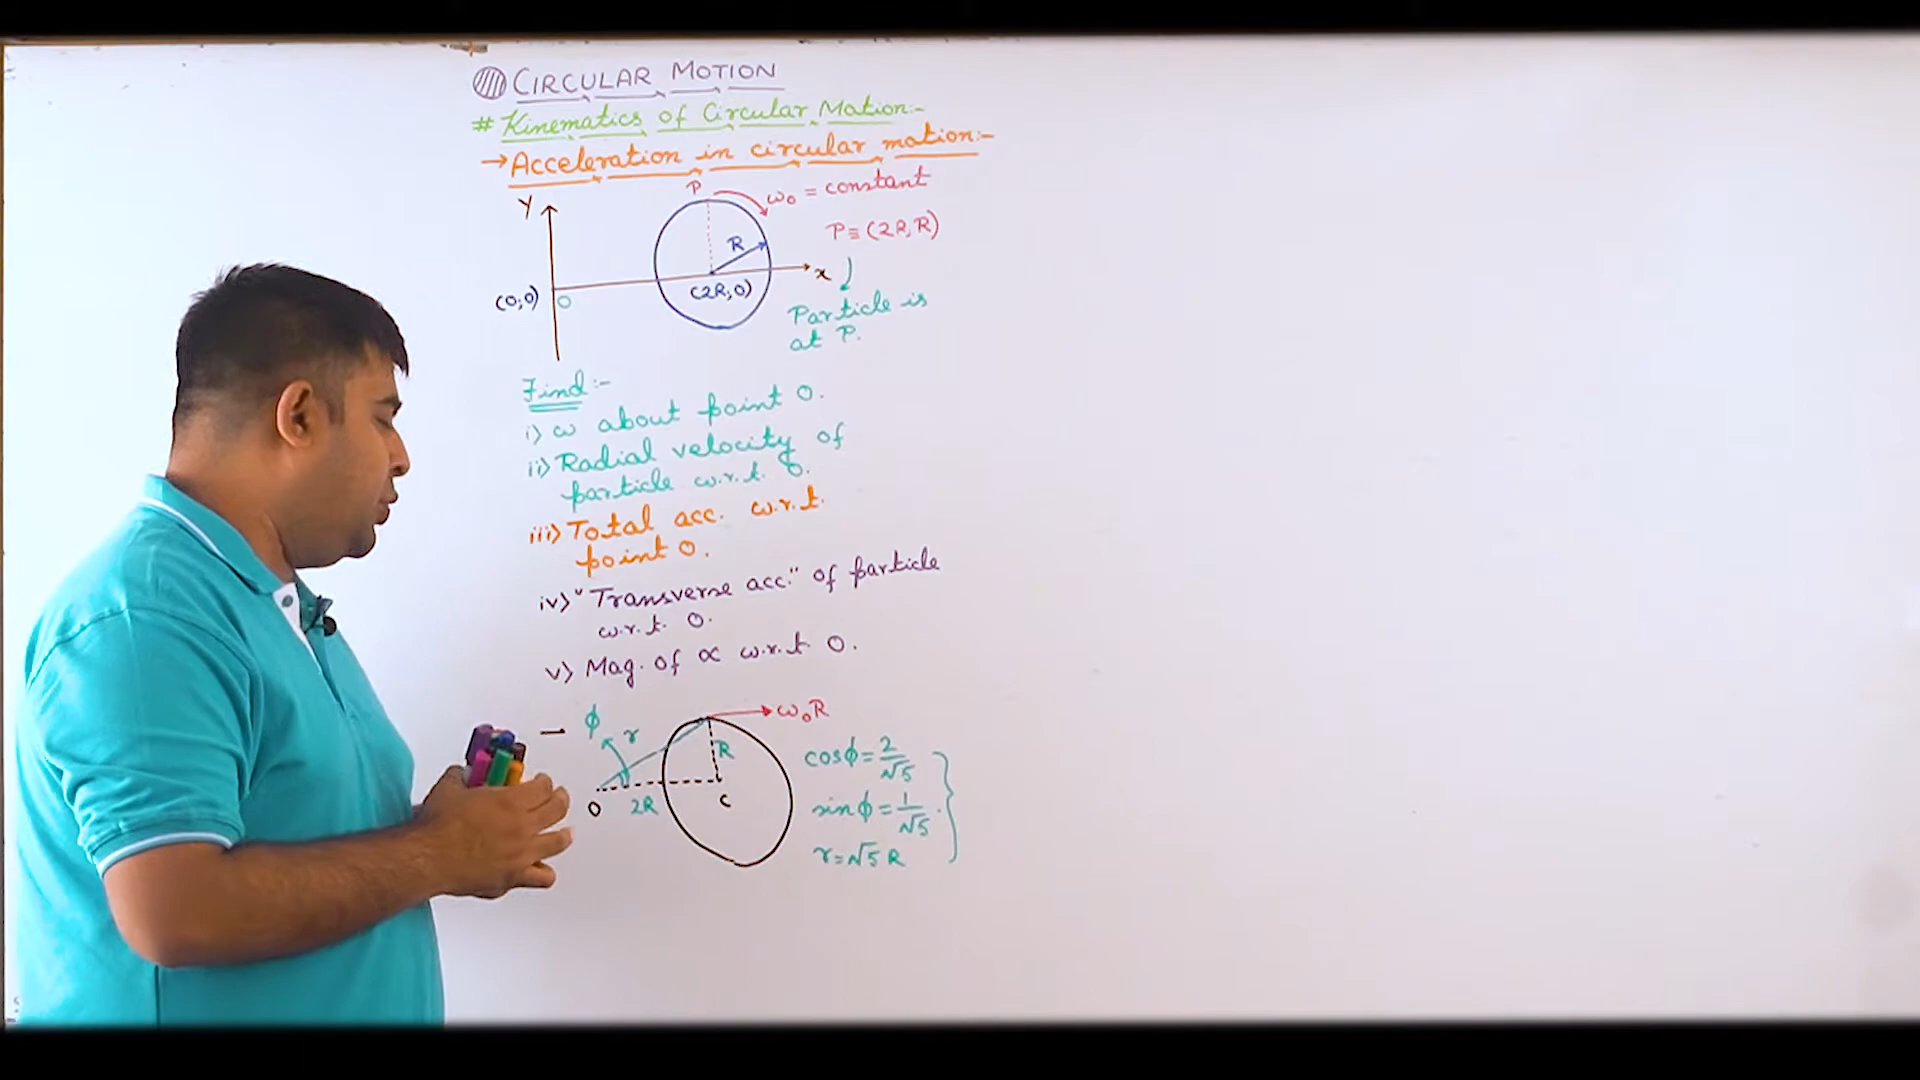 CIRCULAR MOTION
# Kinematics of Circular Motion:-
→ Acceleration in circular motion:-
P
ω₀ = constant
Y
P≡(2R,R)
R
x
(0,0)
O
(2R,0)
Particle is
at P.
Find:-
i) ω about point O.
ii) Radial velocity of
particle w.r.t. O.
iii) Total acc. w.r.t.
point O.
iv) "Transverse acc." of particle
w.r.t. O.
v) Mag. of α w.r.t. O.
ϕ
r
ω₀R
R
cosϕ = 2/√5
O
2R
C
sinϕ = 1/√5
r = √5 R